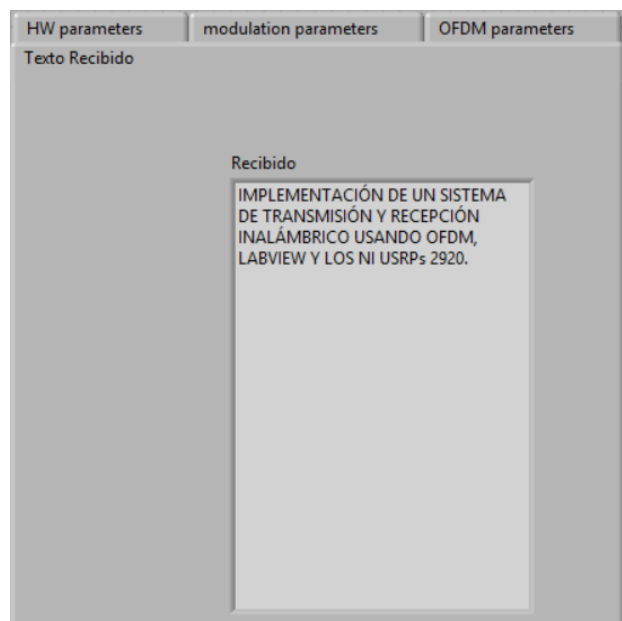 HW parameters modulation parameters OFDM parameters
Texto Recibido
Recibido
IMPLEMENTACIÓN DE UN SISTEMA
DE TRANSMISIÓN Y RECEPCIÓN
INALÁMBRICO USANDO OFDM,
LABVIEW Y LOS NI USRPs 2920.